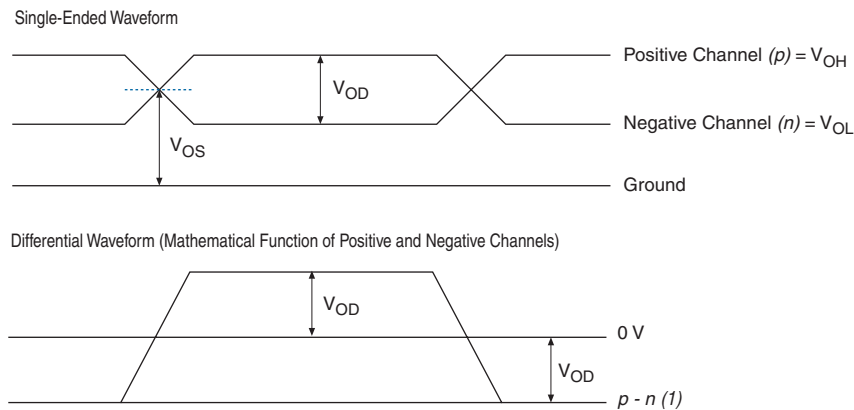 Single-Ended Waveform
Positive Channel (p) = VOH
VOD
Negative Channel (n) = VOL
VOS
Ground
Differential Waveform (Mathematical Function of Positive and Negative Channels)
VOD
0 V
VOD
p - n (1)